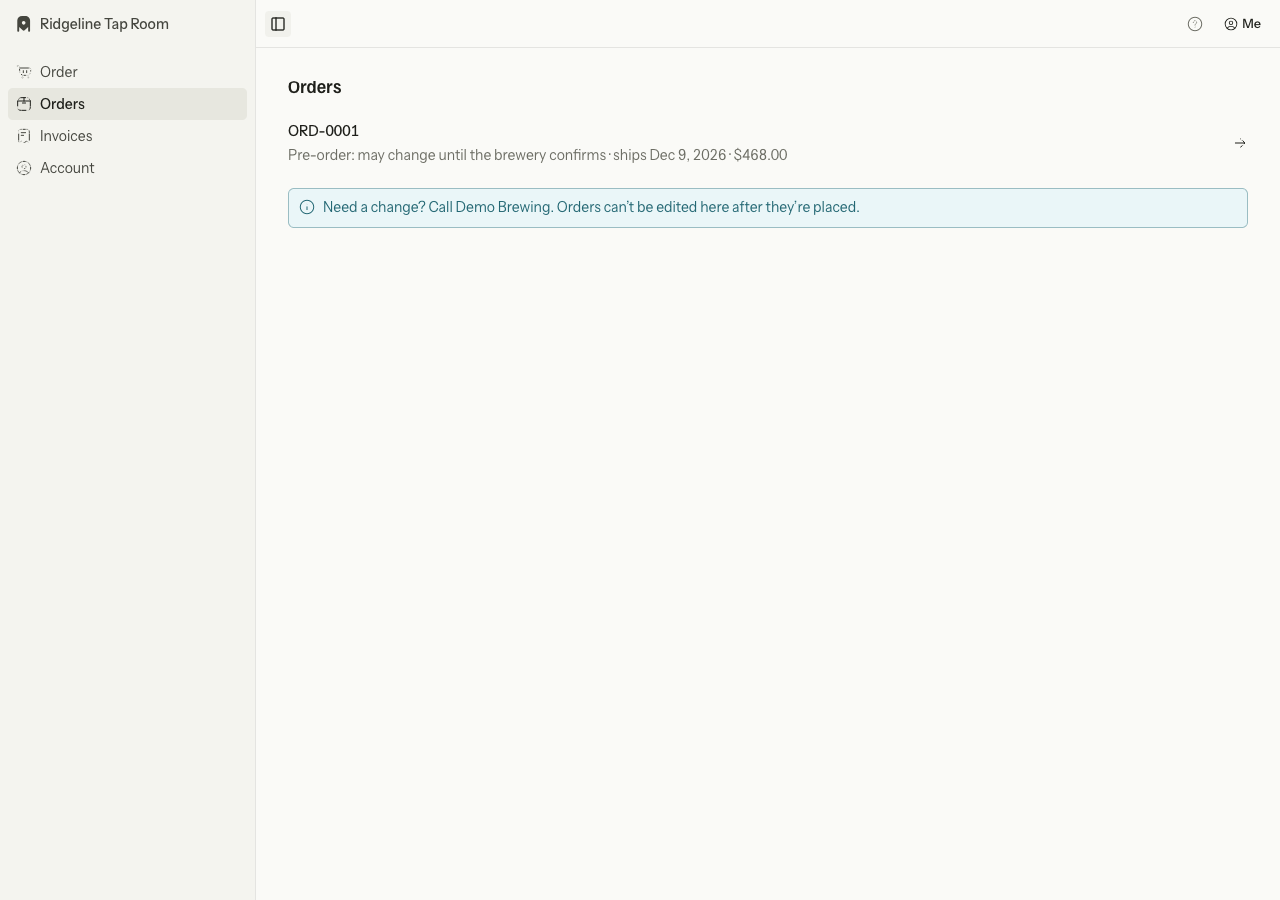 Ridgeline Tap Room
Me
Order
Orders
Invoices
Account
Orders
ORD-0001
Pre-order: may change until the brewery confirms · ships Dec 9, 2026 · $468.00
Need a change? Call Demo Brewing. Orders can’t be edited here after they’re placed.